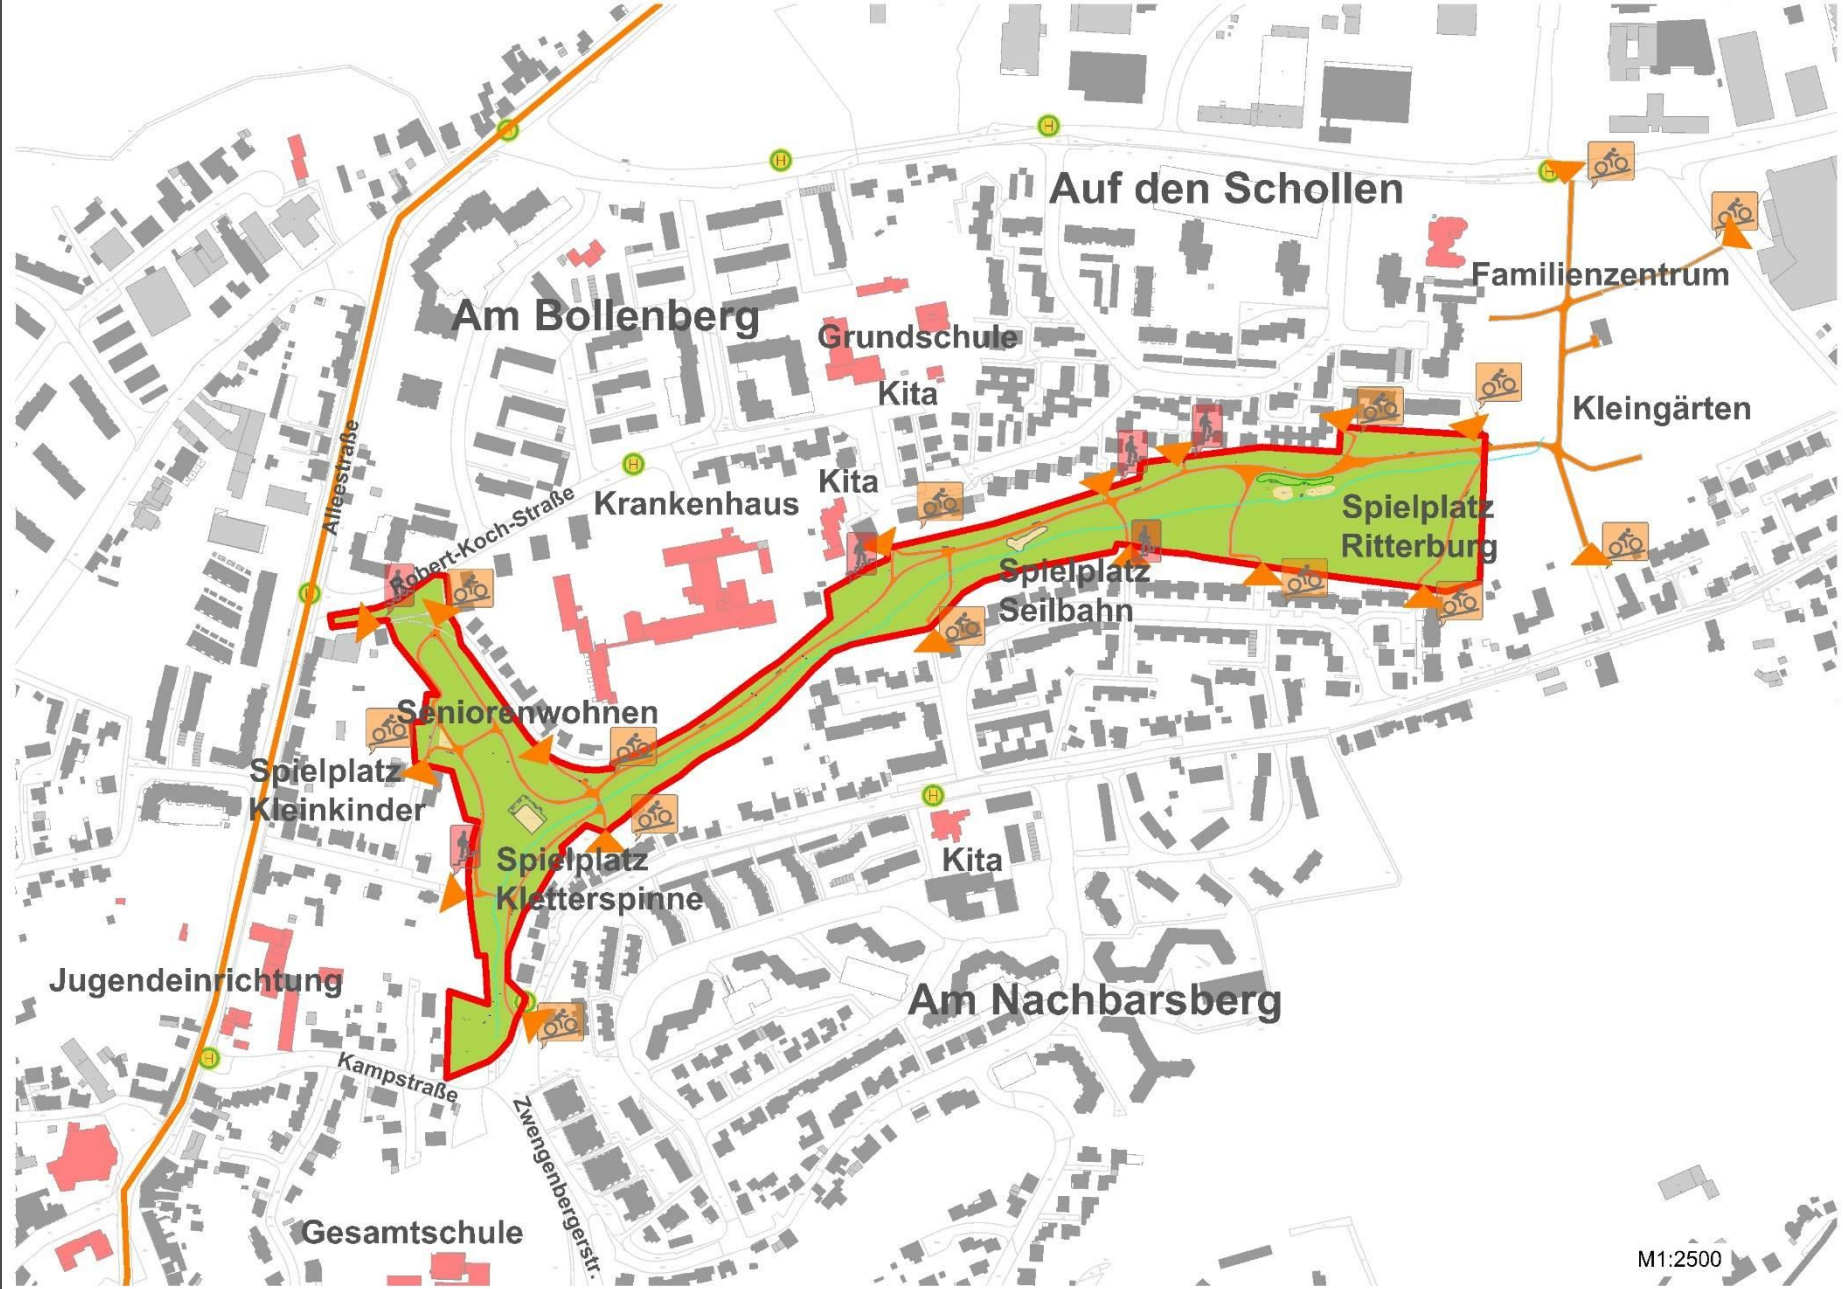 H
H
H
H
Auf den Schollen
Familienzentrum
Am Bollenberg
Grundschule
Kita
Kleingärten
Alleestraße
H
Kita
Krankenhaus
Robert-Koch-Straße
Spielplatz
Ritterburg
Spielplatz
Seilbahn
H
Seniorenwohnen
Spielplatz
Kleinkinder
H
Spielplatz
Kletterspinne
Kita
Jugendeinrichtung
Am Nachbarsberg
H
Kampstraße
Zwengenbergerstr.
Gesamtschule
M1:2500